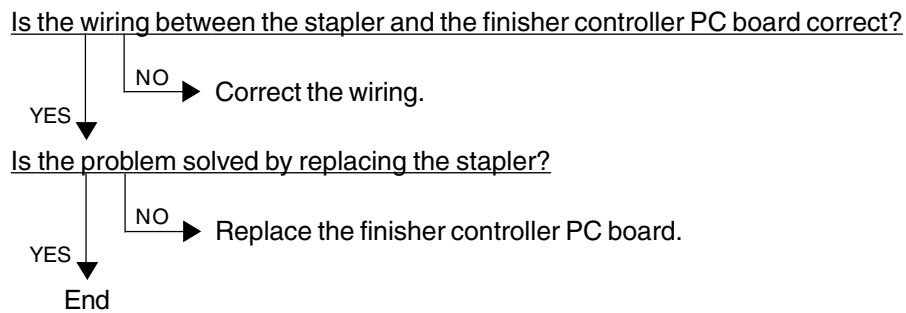 Is the wiring between the stapler and the finisher controller PC board correct?
NO
Correct the wiring.
YES
Is the problem solved by replacing the stapler?
NO
Replace the finisher controller PC board.
YES
End